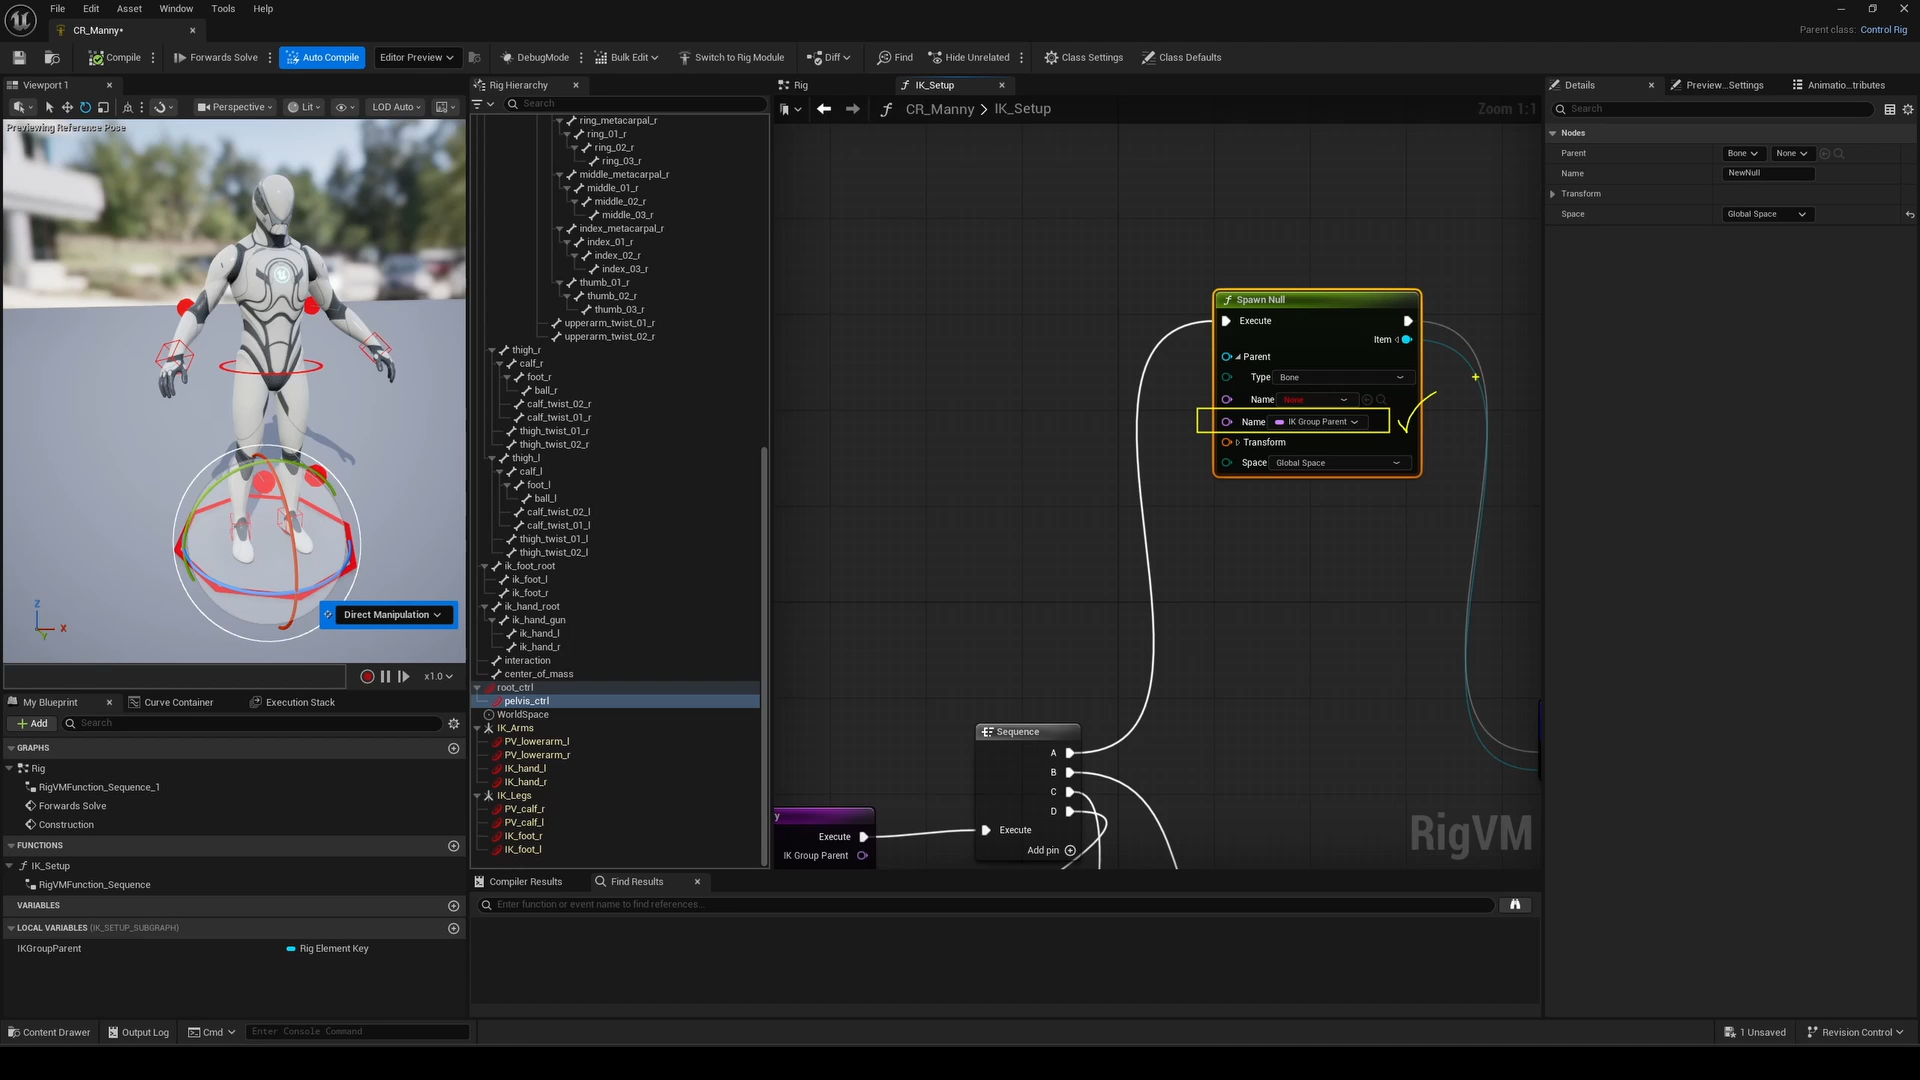 File Edit Asset Window Tools Help
CR_Manny•
Parent class: Control Rig
Compile Forwards Solve Auto Compile Editor Preview DebugMode Bulk Edit Switch to Rig Module Diff Find Hide Unrelated Class Settings Class Defaults
Viewport 1
Perspective Lit LOD Auto
Previewing Reference Pose
Direct Manipulation
Z
X
Y
x1.0
Rig Hierarchy
Search
ring_metacarpal_r
ring_01_r
ring_02_r
ring_03_r
middle_metacarpal_r
middle_01_r
middle_02_r
middle_03_r
index_metacarpal_r
index_01_r
index_02_r
index_03_r
thumb_01_r
thumb_02_r
thumb_03_r
upperarm_twist_01_r
upperarm_twist_02_r
thigh_r
calf_r
foot_r
ball_r
calf_twist_02_r
calf_twist_01_r
thigh_twist_01_r
thigh_twist_02_r
thigh_l
calf_l
foot_l
ball_l
calf_twist_02_l
calf_twist_01_l
thigh_twist_01_l
thigh_twist_02_l
ik_foot_root
ik_foot_l
ik_foot_r
ik_hand_root
ik_hand_gun
ik_hand_l
ik_hand_r
interaction
center_of_mass
root_ctrl
pelvis_ctrl
WorldSpace
IK_Arms
PV_lowerarm_l
PV_lowerarm_r
IK_hand_l
IK_hand_r
IK_Legs
PV_calf_r
PV_calf_l
IK_foot_r
IK_foot_l
Rig IK_Setup
CR_Manny > IK_Setup
Zoom 1:1
Spawn Null
Execute
Item
Parent
Type Bone
Name None
Name IK Group Parent
Transform
Space Global Space
Sequence
A
B
C
D
Execute
Add pin
y
Execute
IK Group Parent
RigVM
Details Preview...Settings Animatio...tributes
Search
Nodes
Parent Bone None
Name NewNull
Transform
Space Global Space
My Blueprint Curve Container Execution Stack
Add Search
GRAPHS
Rig
RigVMFunction_Sequence_1
Forwards Solve
Construction
FUNCTIONS
IK_Setup
RigVMFunction_Sequence
VARIABLES
LOCAL VARIABLES (IK_SETUP_SUBGRAPH)
IKGroupParent Rig Element Key
Compiler Results Find Results
Enter function or event name to find references...
Content Drawer Output Log Cmd Enter Console Command
1 Unsaved Revision Control